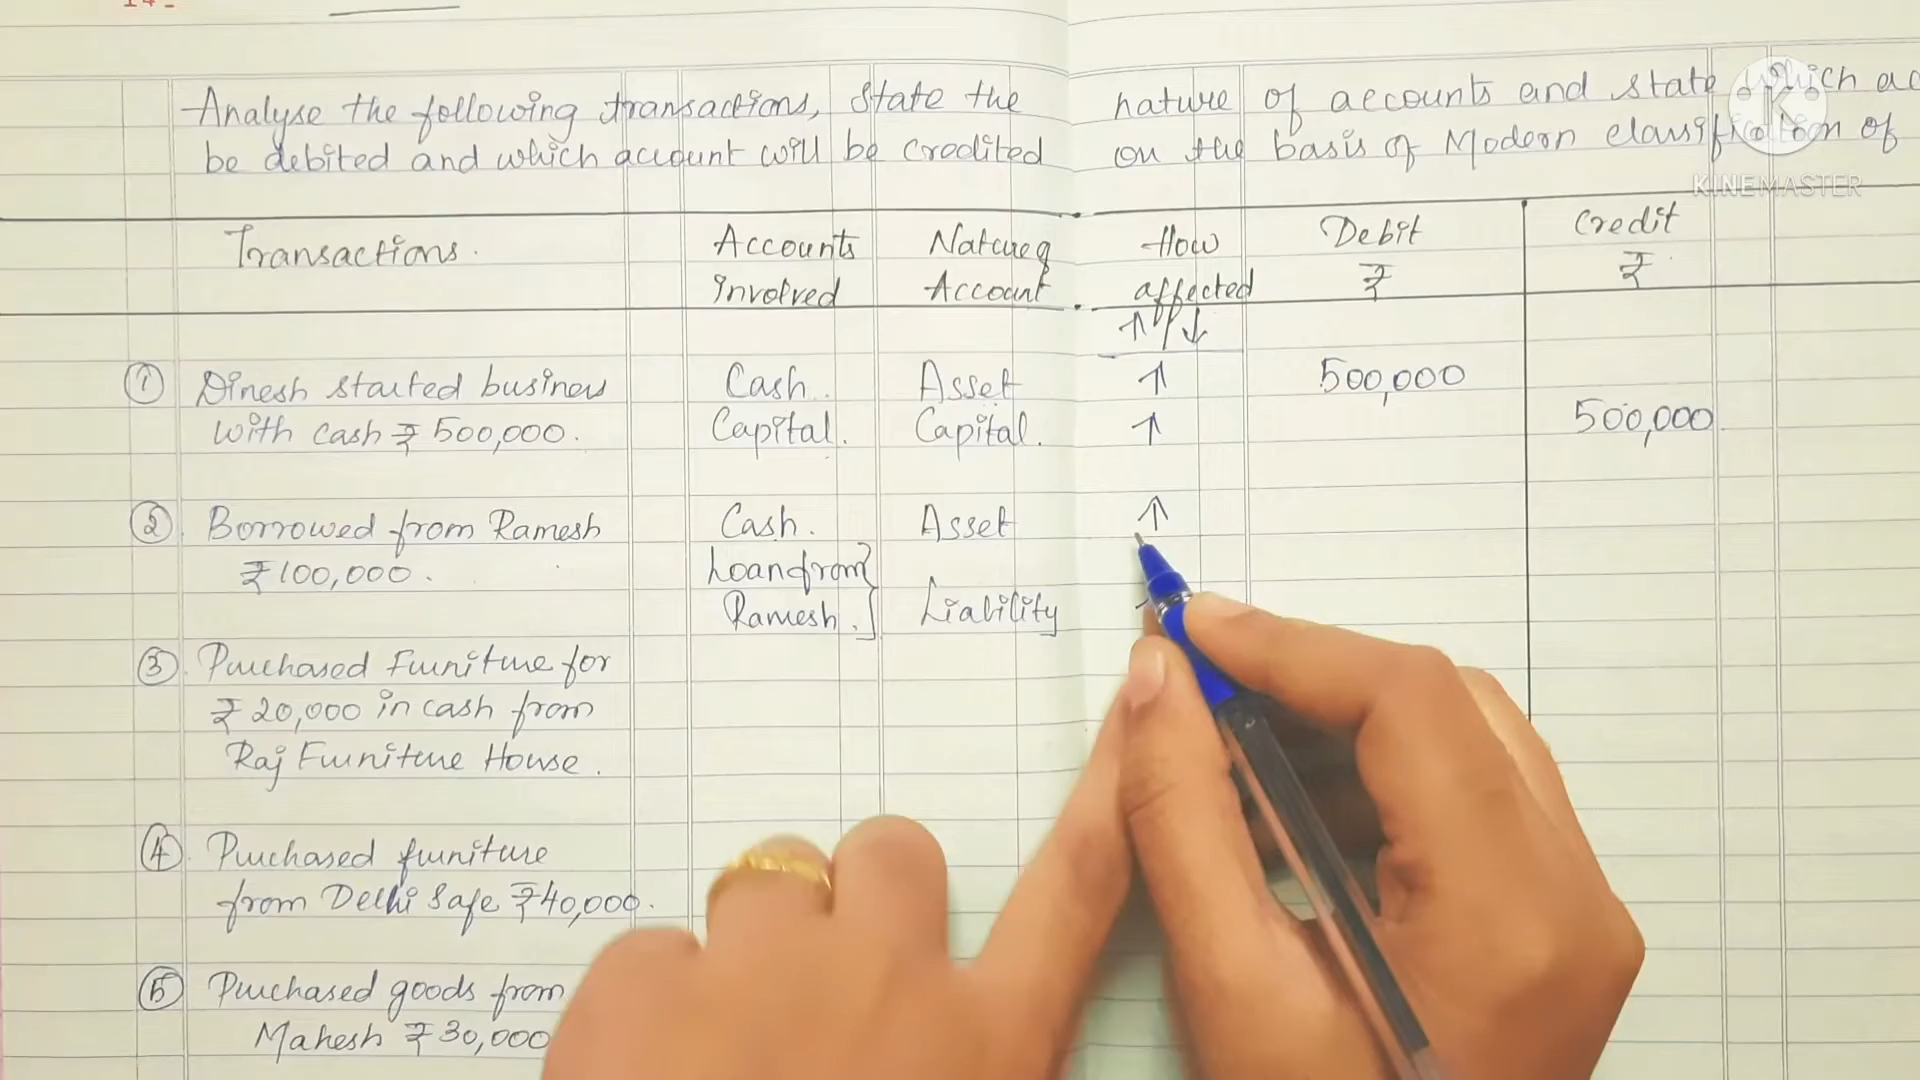 Analyse the following transactions, state the nature of accounts and state which
be debited and which account will be credited on the basis of Modern classification of
KINEMASTER
Transactions. Accounts Involved Nature of Account. How affected ↑/↓ Debit ₹ Credit ₹
① Dinesh started business Cash. Asset ↑ 500,000
with cash ₹ 500,000. Capital. Capital. ↑ 500,000.
② Borrowed from Ramesh Cash. Asset ↑
₹ 100,000. Loan from
Ramesh. Liability
③ Purchased Furniture for
₹ 20,000 in cash from
Raj Furniture House.
④ Purchased furniture
from Delhi Safe ₹ 40,000.
⑤ Purchased goods from
Mahesh ₹ 30,000